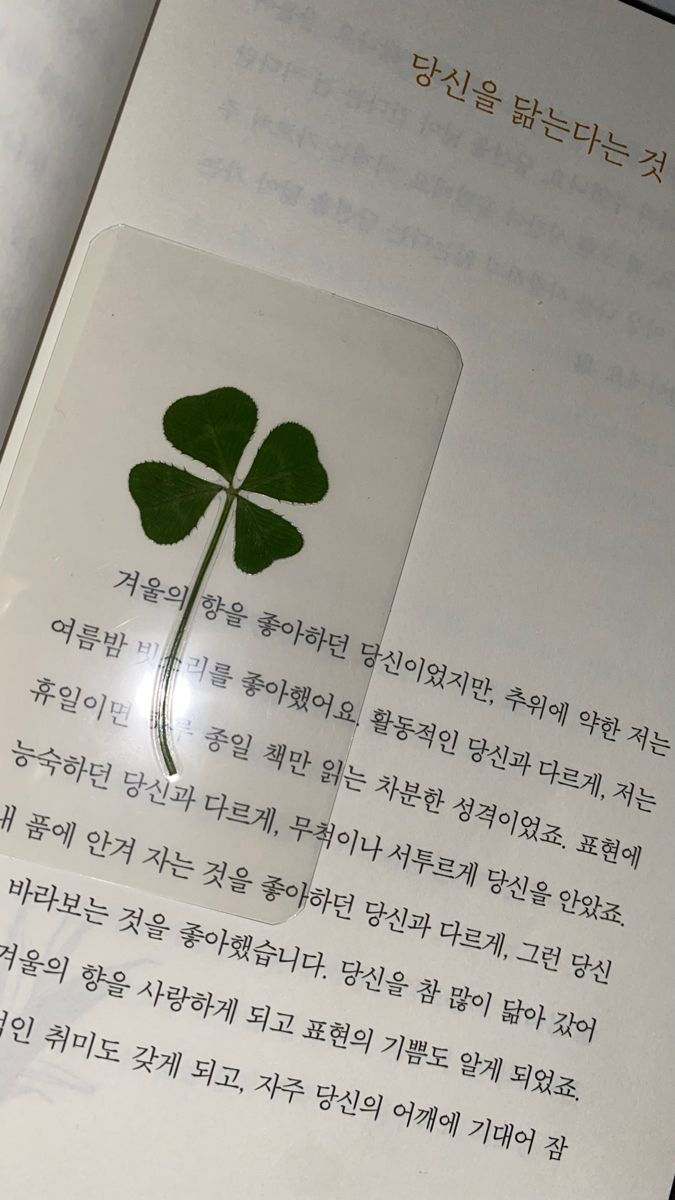 당신을 닮는다는 것
겨울의 향을 좋아하던 당신이었지만, 추위에 약한 저는
여름밤 빗소리를 좋아했어요. 활동적인 당신과 다르게, 저는
휴일이면 하루 종일 책만 읽는 차분한 성격이었죠. 표현에
능숙하던 당신과 다르게, 무척이나 서투르게 당신을 안았죠.
내 품에 안겨 자는 것을 좋아하던 당신과 다르게, 그런 당신
바라보는 것을 좋아했습니다. 당신을 참 많이 닮아 갔어
겨울의 향을 사랑하게 되고 표현의 기쁨도 알게 되었죠.
취미도 갖게 되고, 자주 당신의 어깨에 기대어 잠